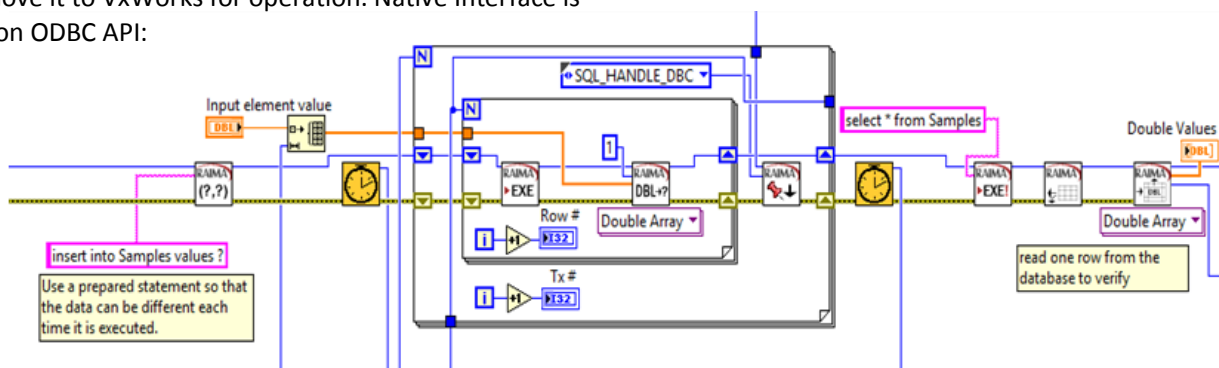 move it to VxWorks for operation. Native Interface is
on ODBC API:
N
SQL_HANDLE_DBC
Input element value
DBL
N
select * from Samples
Double Values
[DBL]
1
RAIMA
(?,?)
RAIMA
EXE
RAIMA
DBL→?
RAIMA
RAIMA
EXE!
RAIMA
RAIMA
DBL
Row #
i
+1
I32
Double Array
Double Array
insert into Samples values ?
Tx #
i
+1
I32
Use a prepared statement so that
the data can be different each
time it is executed.
read one row from the
database to verify